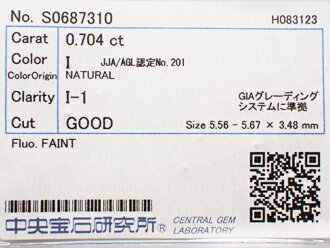 No. S0687310 H083123
Carat 0.704 ct
Color I JJA/AGL認定No.201
ColorOrigin NATURAL
Clarity I-1 GIAグレーディング
システムに準拠
Cut GOOD Size 5.56 - 5.67 × 3.48 mm
Fluo. FAINT
中央宝石研究所® CENTRAL GEM
LABORATORY